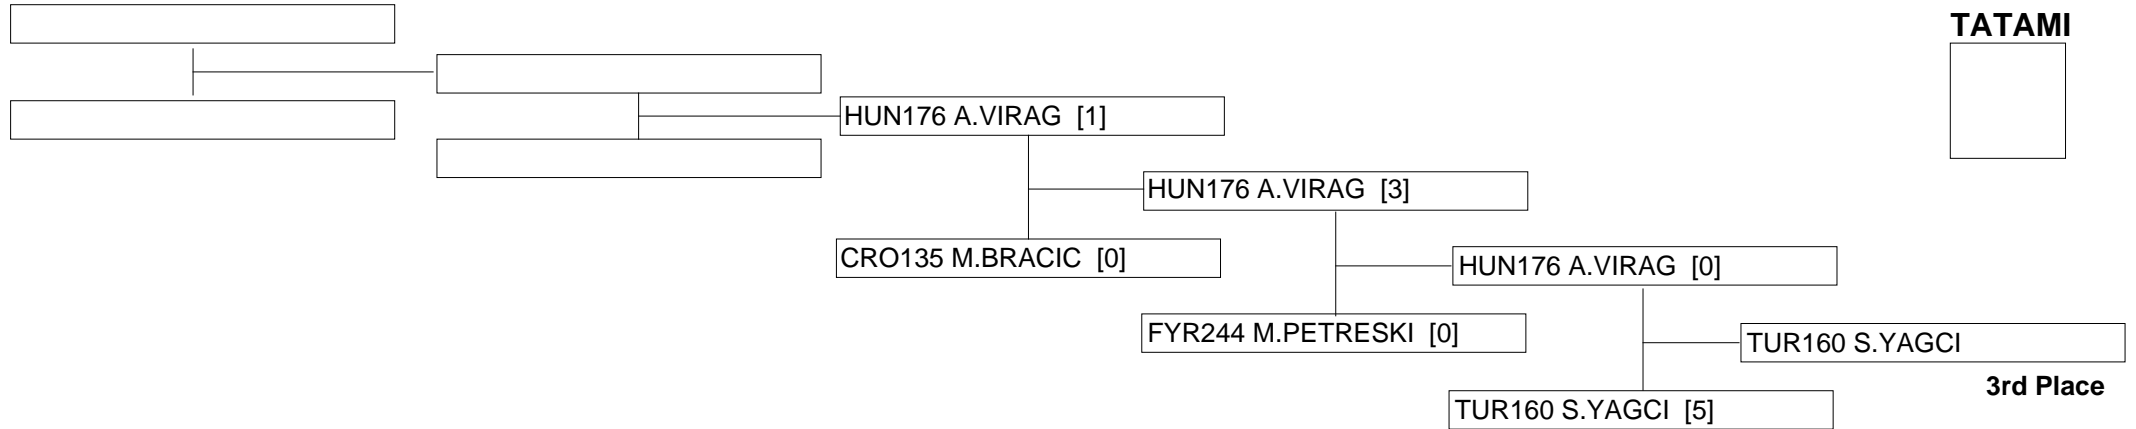 TATAMI
HUN176 A.VIRAG [1]
HUN176 A.VIRAG [3]
CRO135 M.BRACIC [0]
HUN176 A.VIRAG [0]
FYR244 M.PETRESKI [0]
TUR160 S.YAGCI
3rd Place
TUR160 S.YAGCI [5]